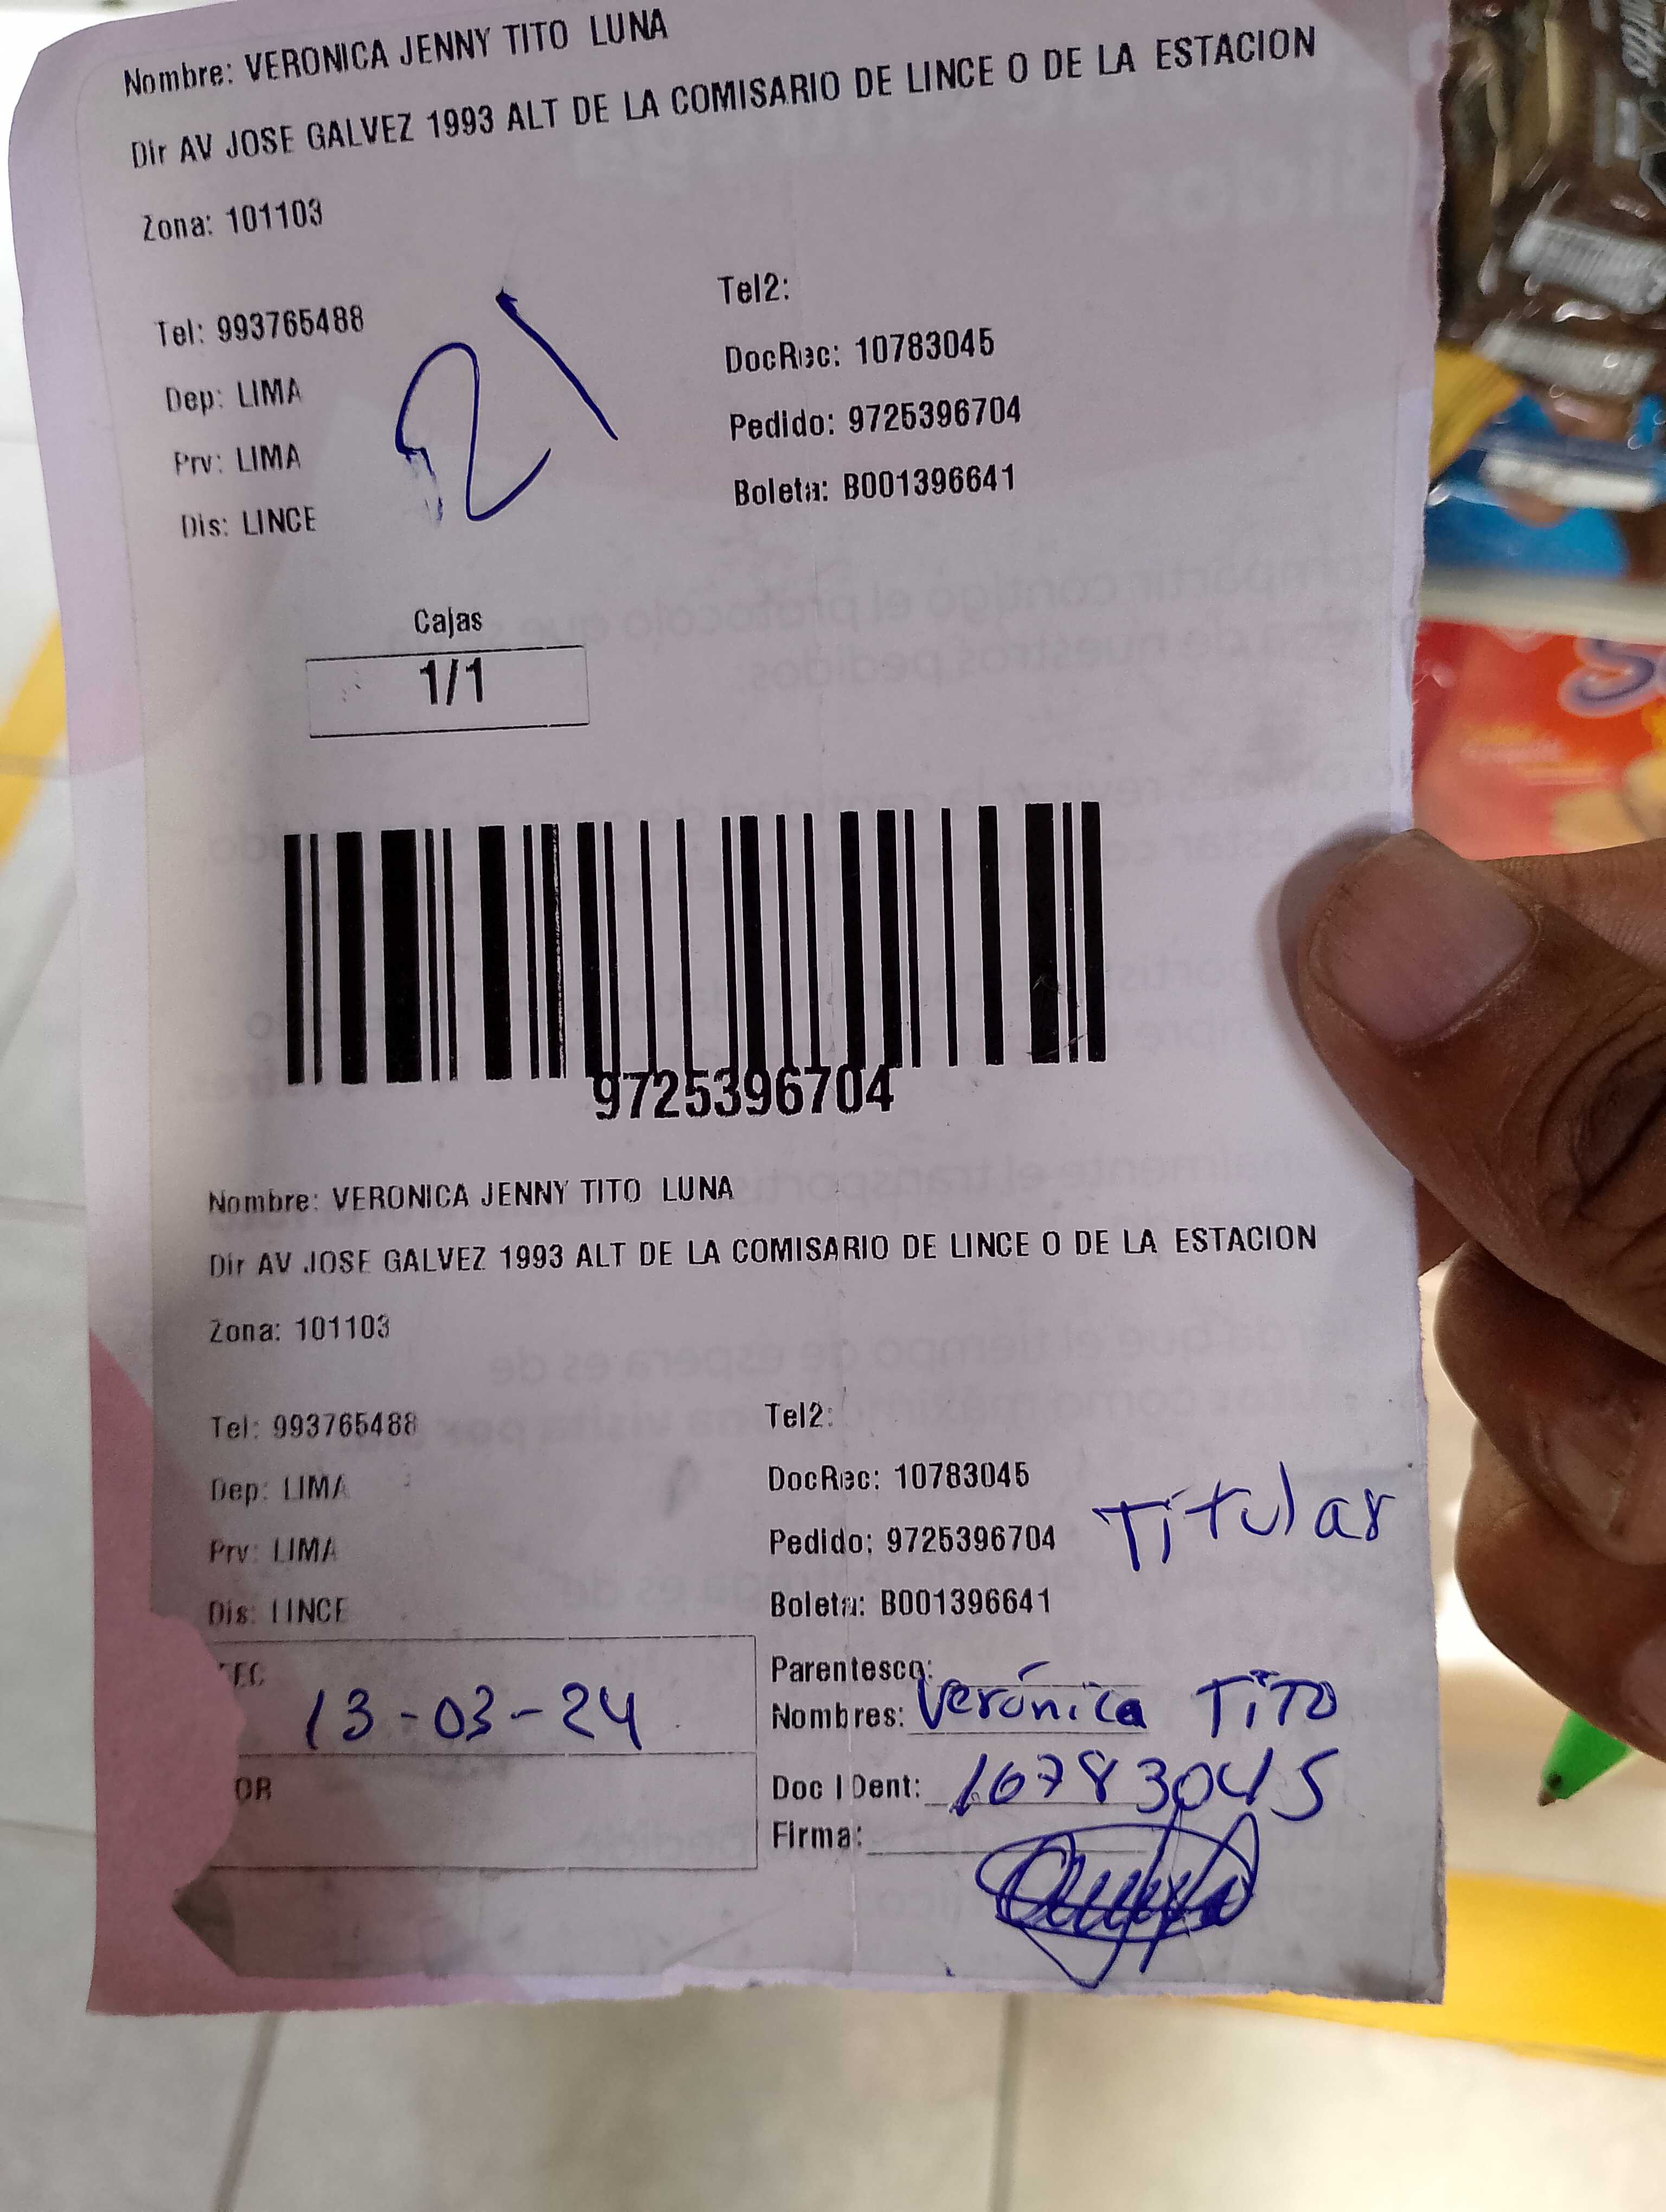 Nombre: VERONICA JENNY TITO LUNA
Dir AV JOSE GALVEZ 1993 ALT DE LA COMISARIO DE LINCE O DE LA ESTACION
Zona: 101103
Tel: 993765488
Dep: LIMA
Prv: LIMA
Dis: LINCE
21
Tel2:
DocRec: 10783045
Pedido: 9725396704
Boleta: B001396641
Cajas
1/1
9725396704
Nombre: VERONICA JENNY TITO LUNA
Dir AV JOSE GALVEZ 1993 ALT DE LA COMISARIO DE LINCE O DE LA ESTACION
Zona: 101103
Tel: 993765488
Dep: LIMA
Prv: LIMA
Dis: LINCE
Tel2:
DocRec: 10783045
Pedido: 9725396704
Boleta: B001396641
Titular
13-03-24
OR
Parentesco:
Nombres: Verónica TiTO
Doc IDent: 10783045
Firma: